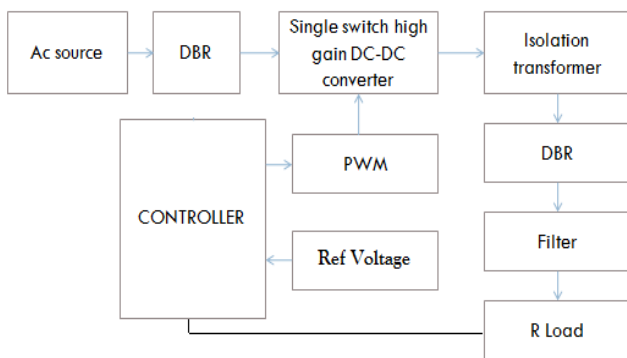 Ac source
DBR
Single switch high
gain DC-DC
converter
Isolation
transformer
CONTROLLER
PWM
DBR
Ref Voltage
Filter
R Load